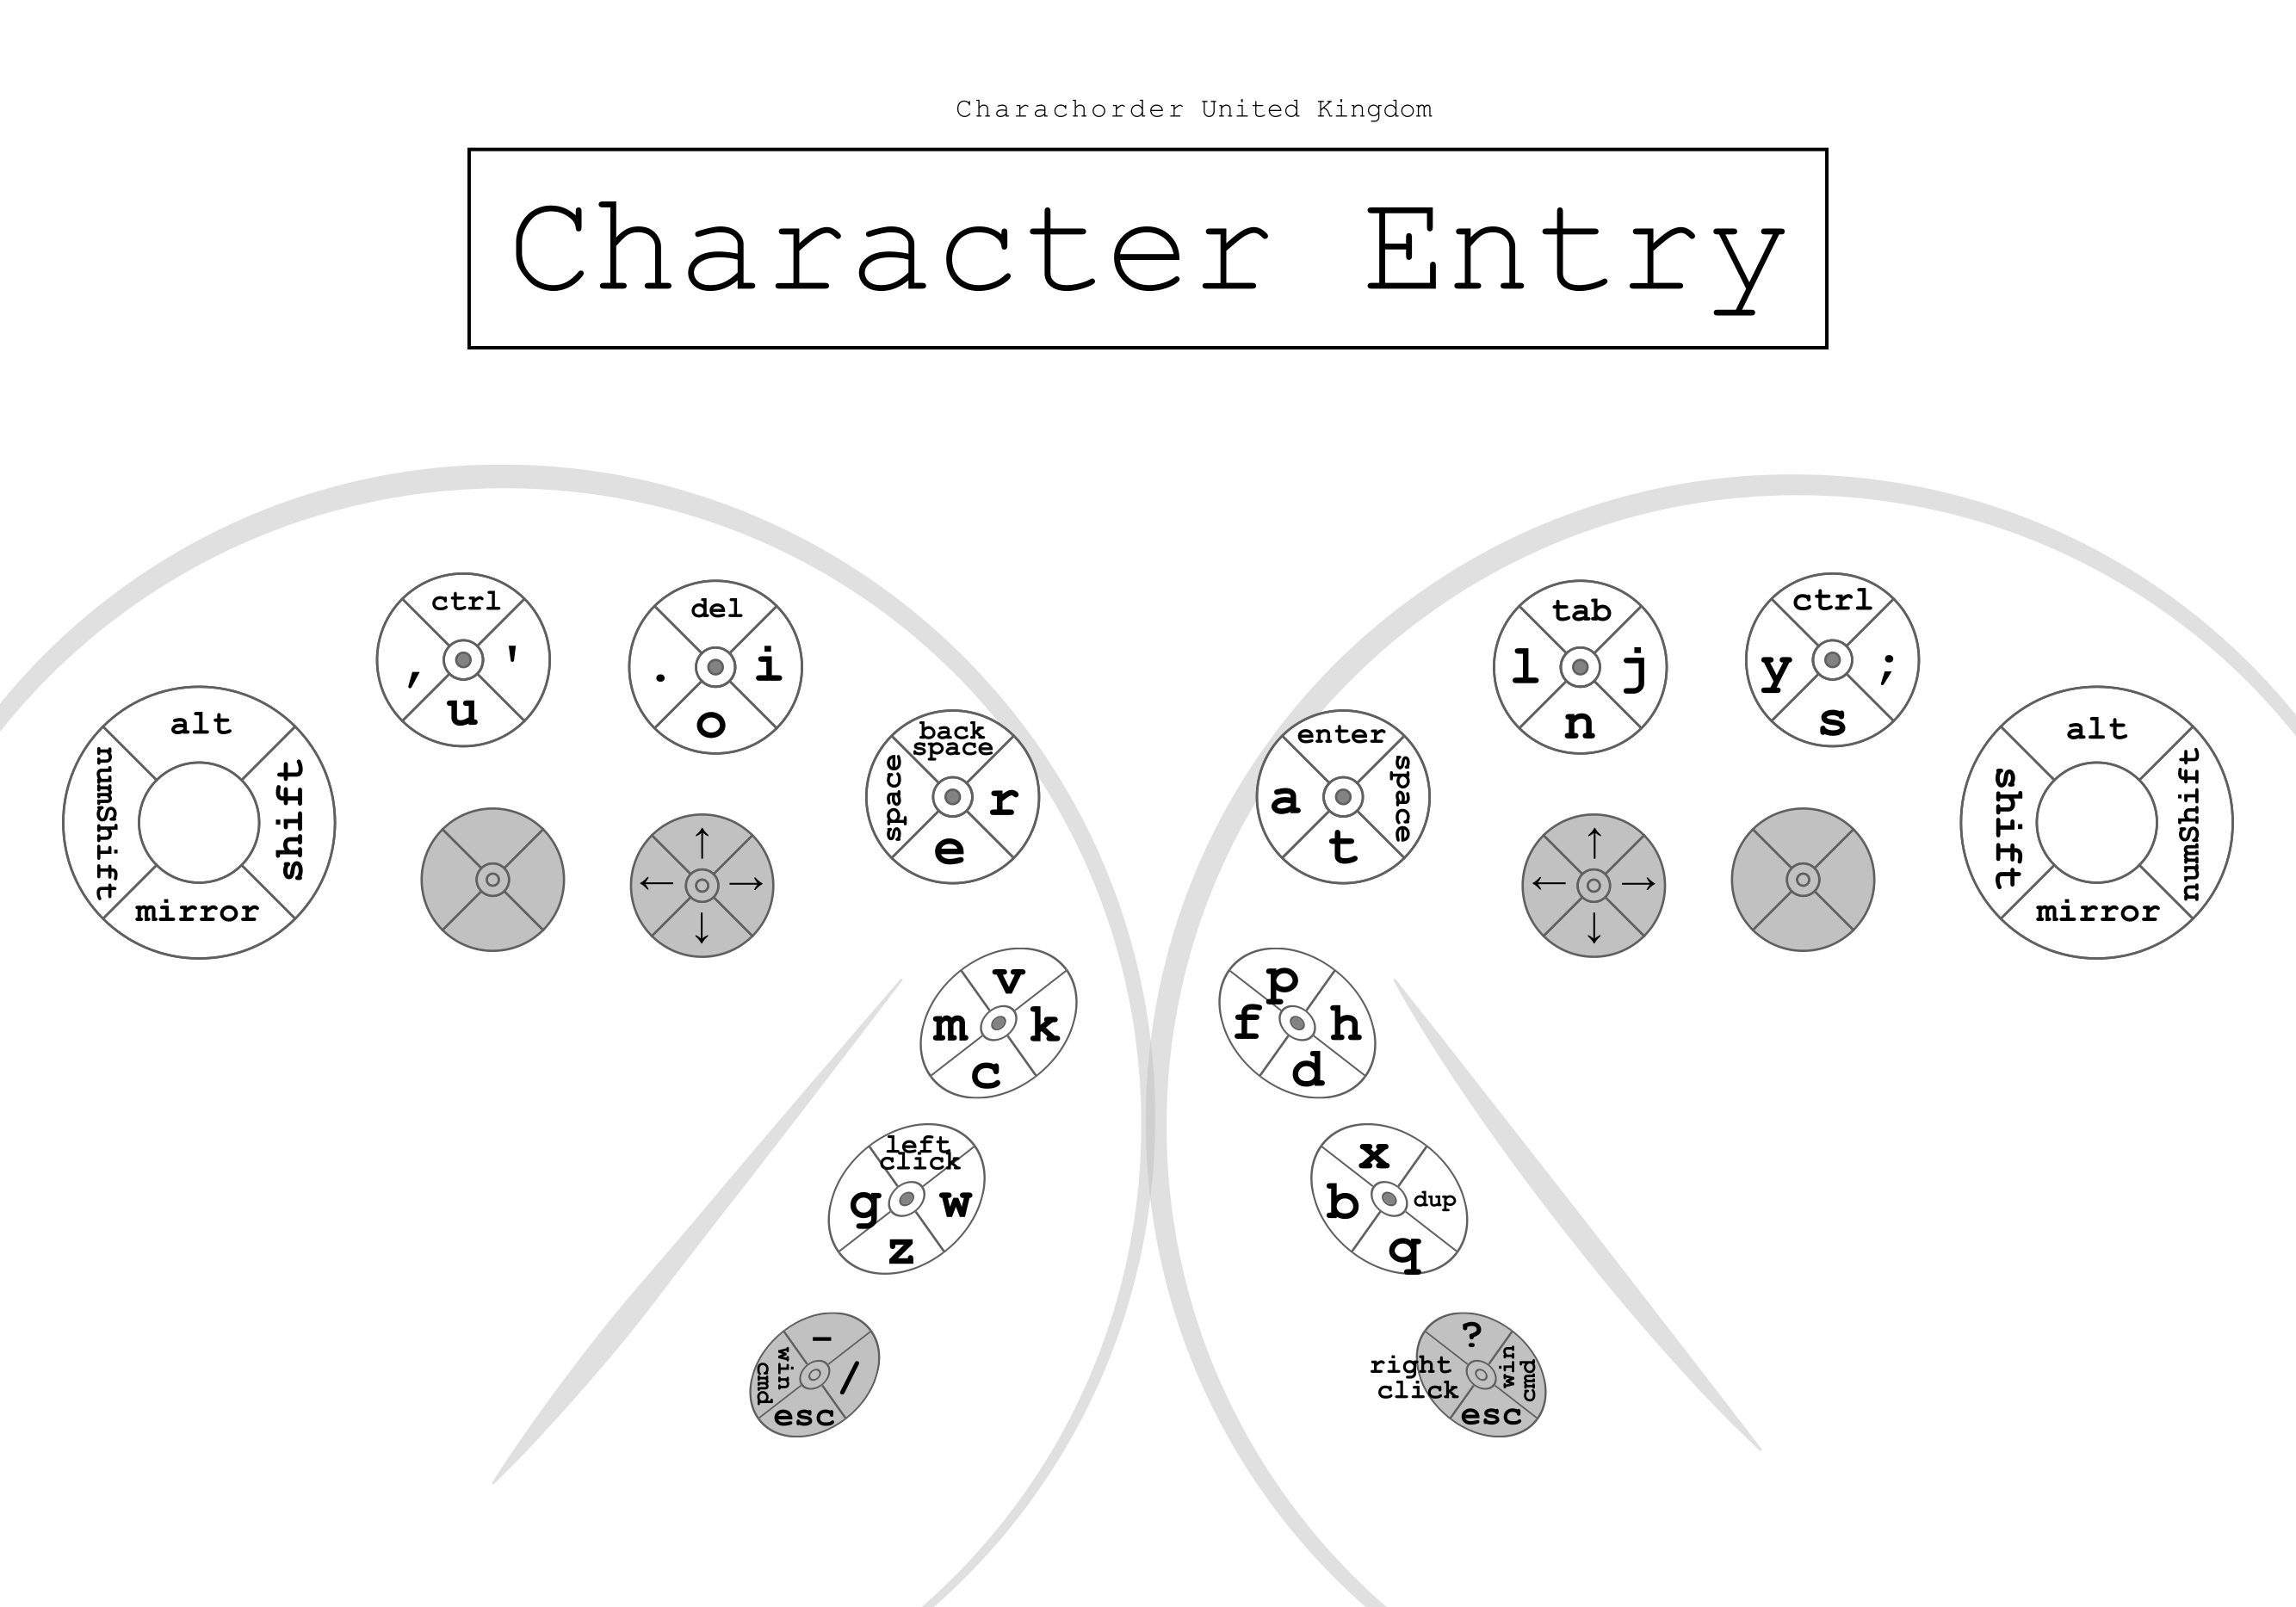 Charachorder United Kingdom
Character Entry
ctrl
, '
u
del
. i
o
alt
numShift shift
mirror
back
space
space r
e
↑
← →
↓
v
m k
c
left
click
g w
z
-
win
cmd /
esc
enter
a space
t
tab
l j
n
ctrl
y ;
s
alt
shift numShift
mirror
↑
← →
↓
p
f h
d
x
b dup
q
?
right
click
win
cmd
esc